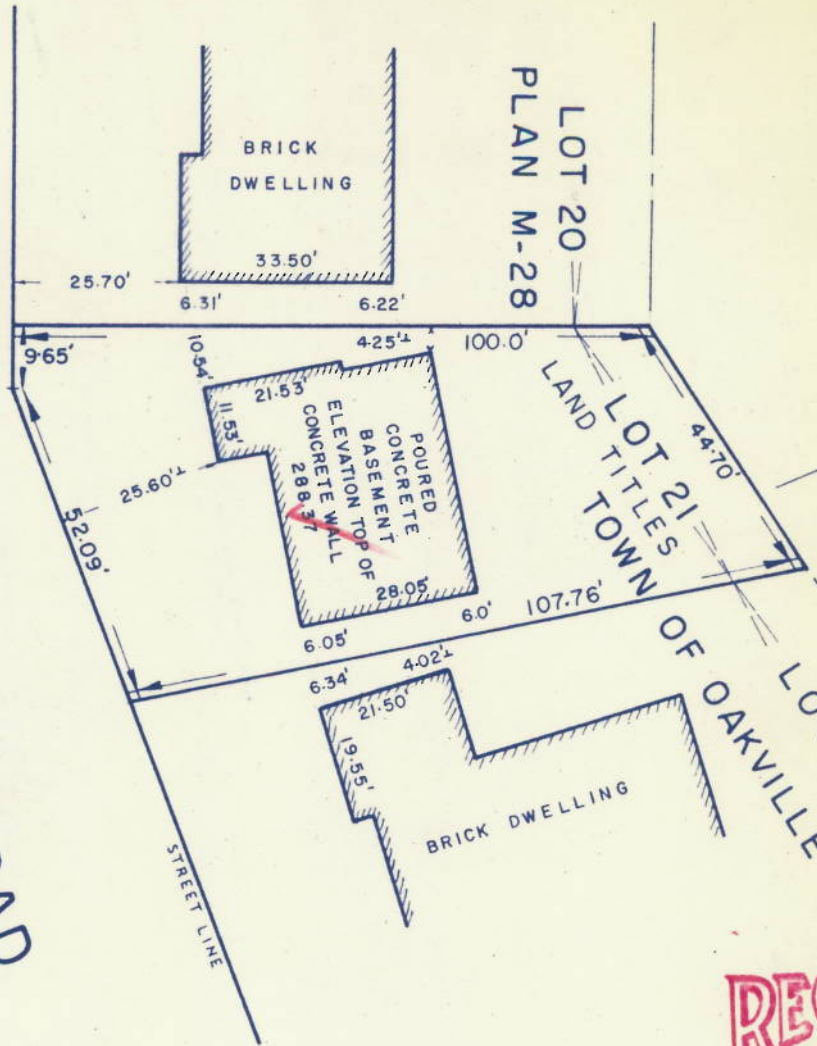 LOT 20
PLAN M-28
BRICK
DWELLING
33.50'
25.70'
6.31'
6.22'
9.65'
10.54'
4.25'⊥
100.0'
21.53'
11.53'
POURED
CONCRETE
BASEMENT
ELEVATION TOP OF
CONCRETE WALL
288.37
LOT 21
LAND TITLES
TOWN OF OAKVILLE
44.70'
25.60'⊥
52.09'
28.05'
6.0'
107.76'
6.05'
6.34'
4.02'⊥
21.50'
19.55'
BRICK DWELLING
STREET LINE